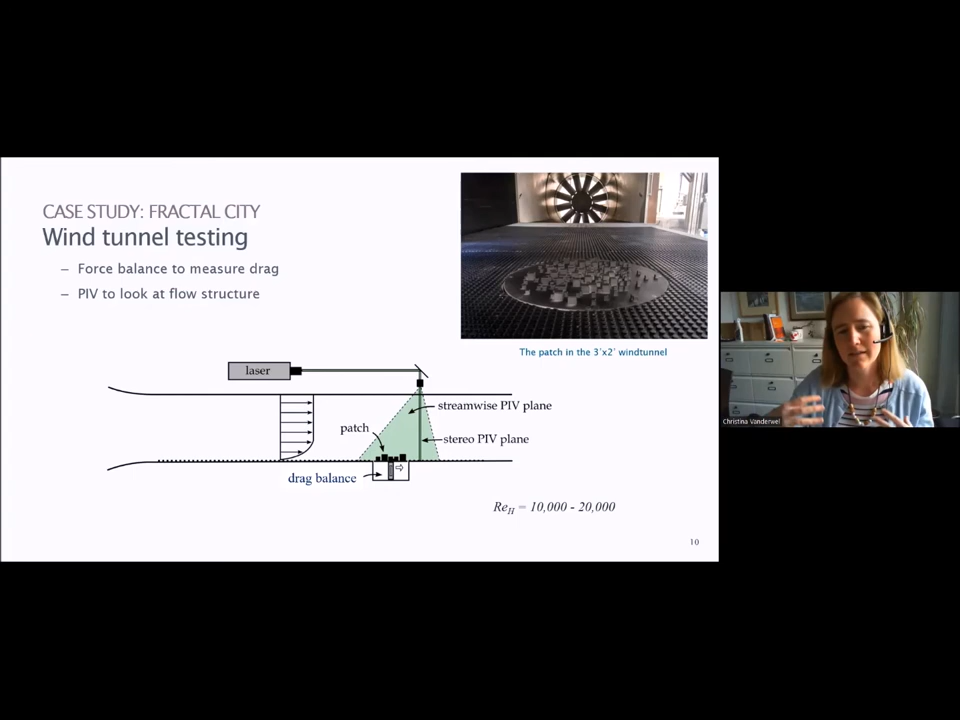 CASE STUDY: FRACTAL CITY
Wind tunnel testing
– Force balance to measure drag
– PIV to look at flow structure
The patch in the 3'x2' windtunnel
laser
streamwise PIV plane
patch
stereo PIV plane
drag balance
Re_H = 10,000 - 20,000
10
Christina Vanderwel